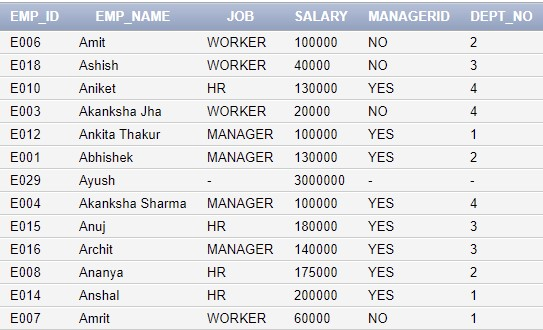 EMP_ID EMP_NAME JOB SALARY MANAGERID DEPT_NO
E006 Amit WORKER 100000 NO 2
E018 Ashish WORKER 40000 NO 3
E010 Aniket HR 130000 YES 4
E003 Akanksha Jha WORKER 20000 NO 4
E012 Ankita Thakur MANAGER 100000 YES 1
E001 Abhishek MANAGER 130000 YES 2
E029 Ayush - 3000000 - -
E004 Akanksha Sharma MANAGER 100000 YES 4
E015 Anuj HR 180000 YES 3
E016 Archit MANAGER 140000 YES 3
E008 Ananya HR 175000 YES 2
E014 Anshal HR 200000 YES 1
E007 Amrit WORKER 60000 NO 1